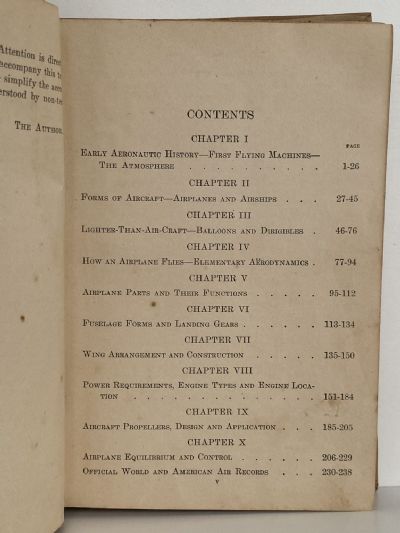 Attention is direc
accompany this to
simplify the aero
erstood by non-te
THE AUTHOR.
CONTENTS
CHAPTER I
PAGE
EARLY AERONAUTIC HISTORY—FIRST FLYING MACHINES—
THE ATMOSPHERE . . . . . . . . . . 1-26
CHAPTER II
FORMS OF AIRCRAFT—AIRPLANES AND AIRSHIPS . . . 27-45
CHAPTER III
LIGHTER-THAN-AIR-CRAFT—BALLOONS AND DIRIGIBLES . 46-76
CHAPTER IV
HOW AN AIRPLANE FLIES—ELEMENTARY AËRODYNAMICS . 77-94
CHAPTER V
AIRPLANE PARTS AND THEIR FUNCTIONS . . . . . 95-112
CHAPTER VI
FUSELAGE FORMS AND LANDING GEARS . . . . . 113-134
CHAPTER VII
WING ARRANGEMENT AND CONSTRUCTION . . . . . 135-150
CHAPTER VIII
POWER REQUIREMENTS, ENGINE TYPES AND ENGINE LOCA-
TION . . . . . . . . . . . . . 151-184
CHAPTER IX
AIRCRAFT PROPELLERS, DESIGN AND APPLICATION . . . 185-205
CHAPTER X
AIRPLANE EQUILIBRIUM AND CONTROL . . . . . . 206-229
OFFICIAL WORLD AND AMERICAN AIR RECORDS . . . 230-238
v